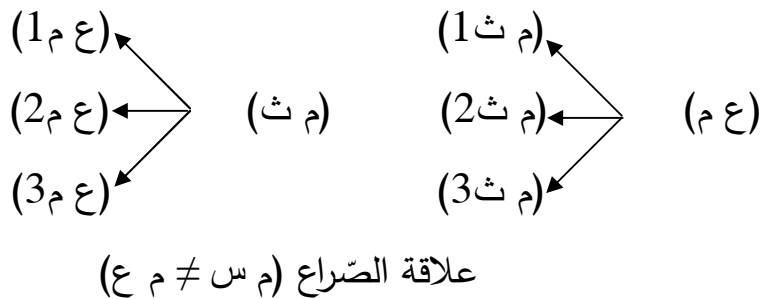 (م ث1) (ع م1)
(ع م) (م ث2) (م ث) (ع م2)
(م ث3) (ع م3)
علاقة الصّراع (م س ≠ م ع)